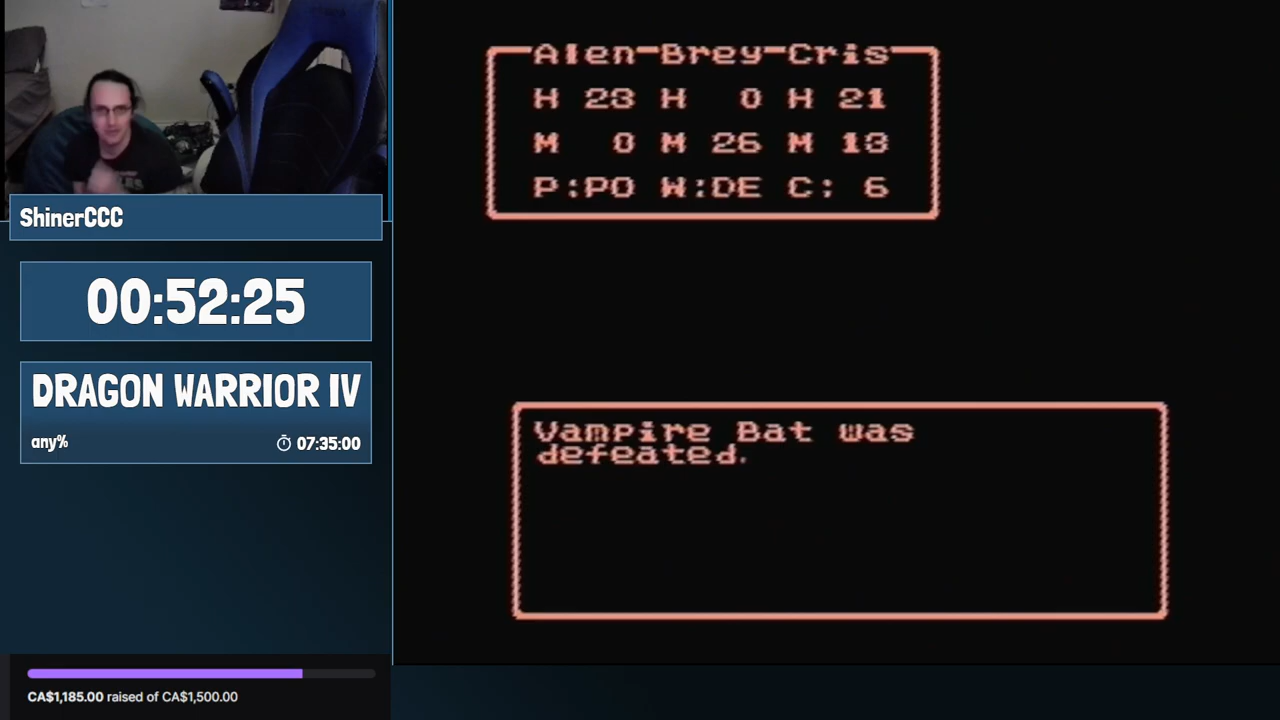 ShinerCCC
00:52:25
DRAGON WARRIOR IV
any% 07:35:00
CA$1,185.00 raised of CA$1,500.00
Alen Brey Cris
H 23 H 0 H 21
M 0 M 26 M 13
P:PO W:DE C: 6
Vampire Bat was
defeated.